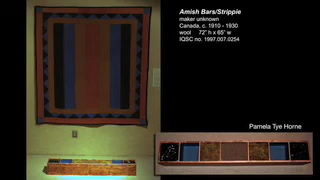 Amish Bars/Strippie
maker unknown
Canada, c. 1910 - 1930
wool 72" h x 65" w
IQSC no. 1997.007.0254
Pamela Tye Horne